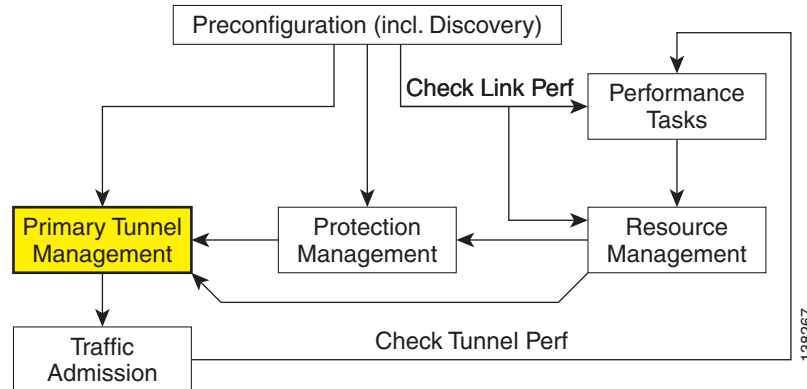 Preconfiguration (incl. Discovery)
Check Link Perf
Performance
Tasks
Primary Tunnel
Management
Protection
Management
Resource
Management
Traffic
Admission
Check Tunnel Perf
138267